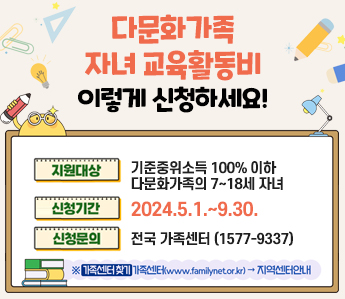 다문화가족
자녀 교육활동비
이렇게 신청하세요!
지원대상
기준중위소득 100% 이하
다문화가족의 7~18세 자녀
신청기간
2024.5.1.~9.30.
신청문의
전국 가족센터 (1577-9337)
※ 가족센터 찾기 가족센터(www.familynet.or.kr) → 지역센터안내